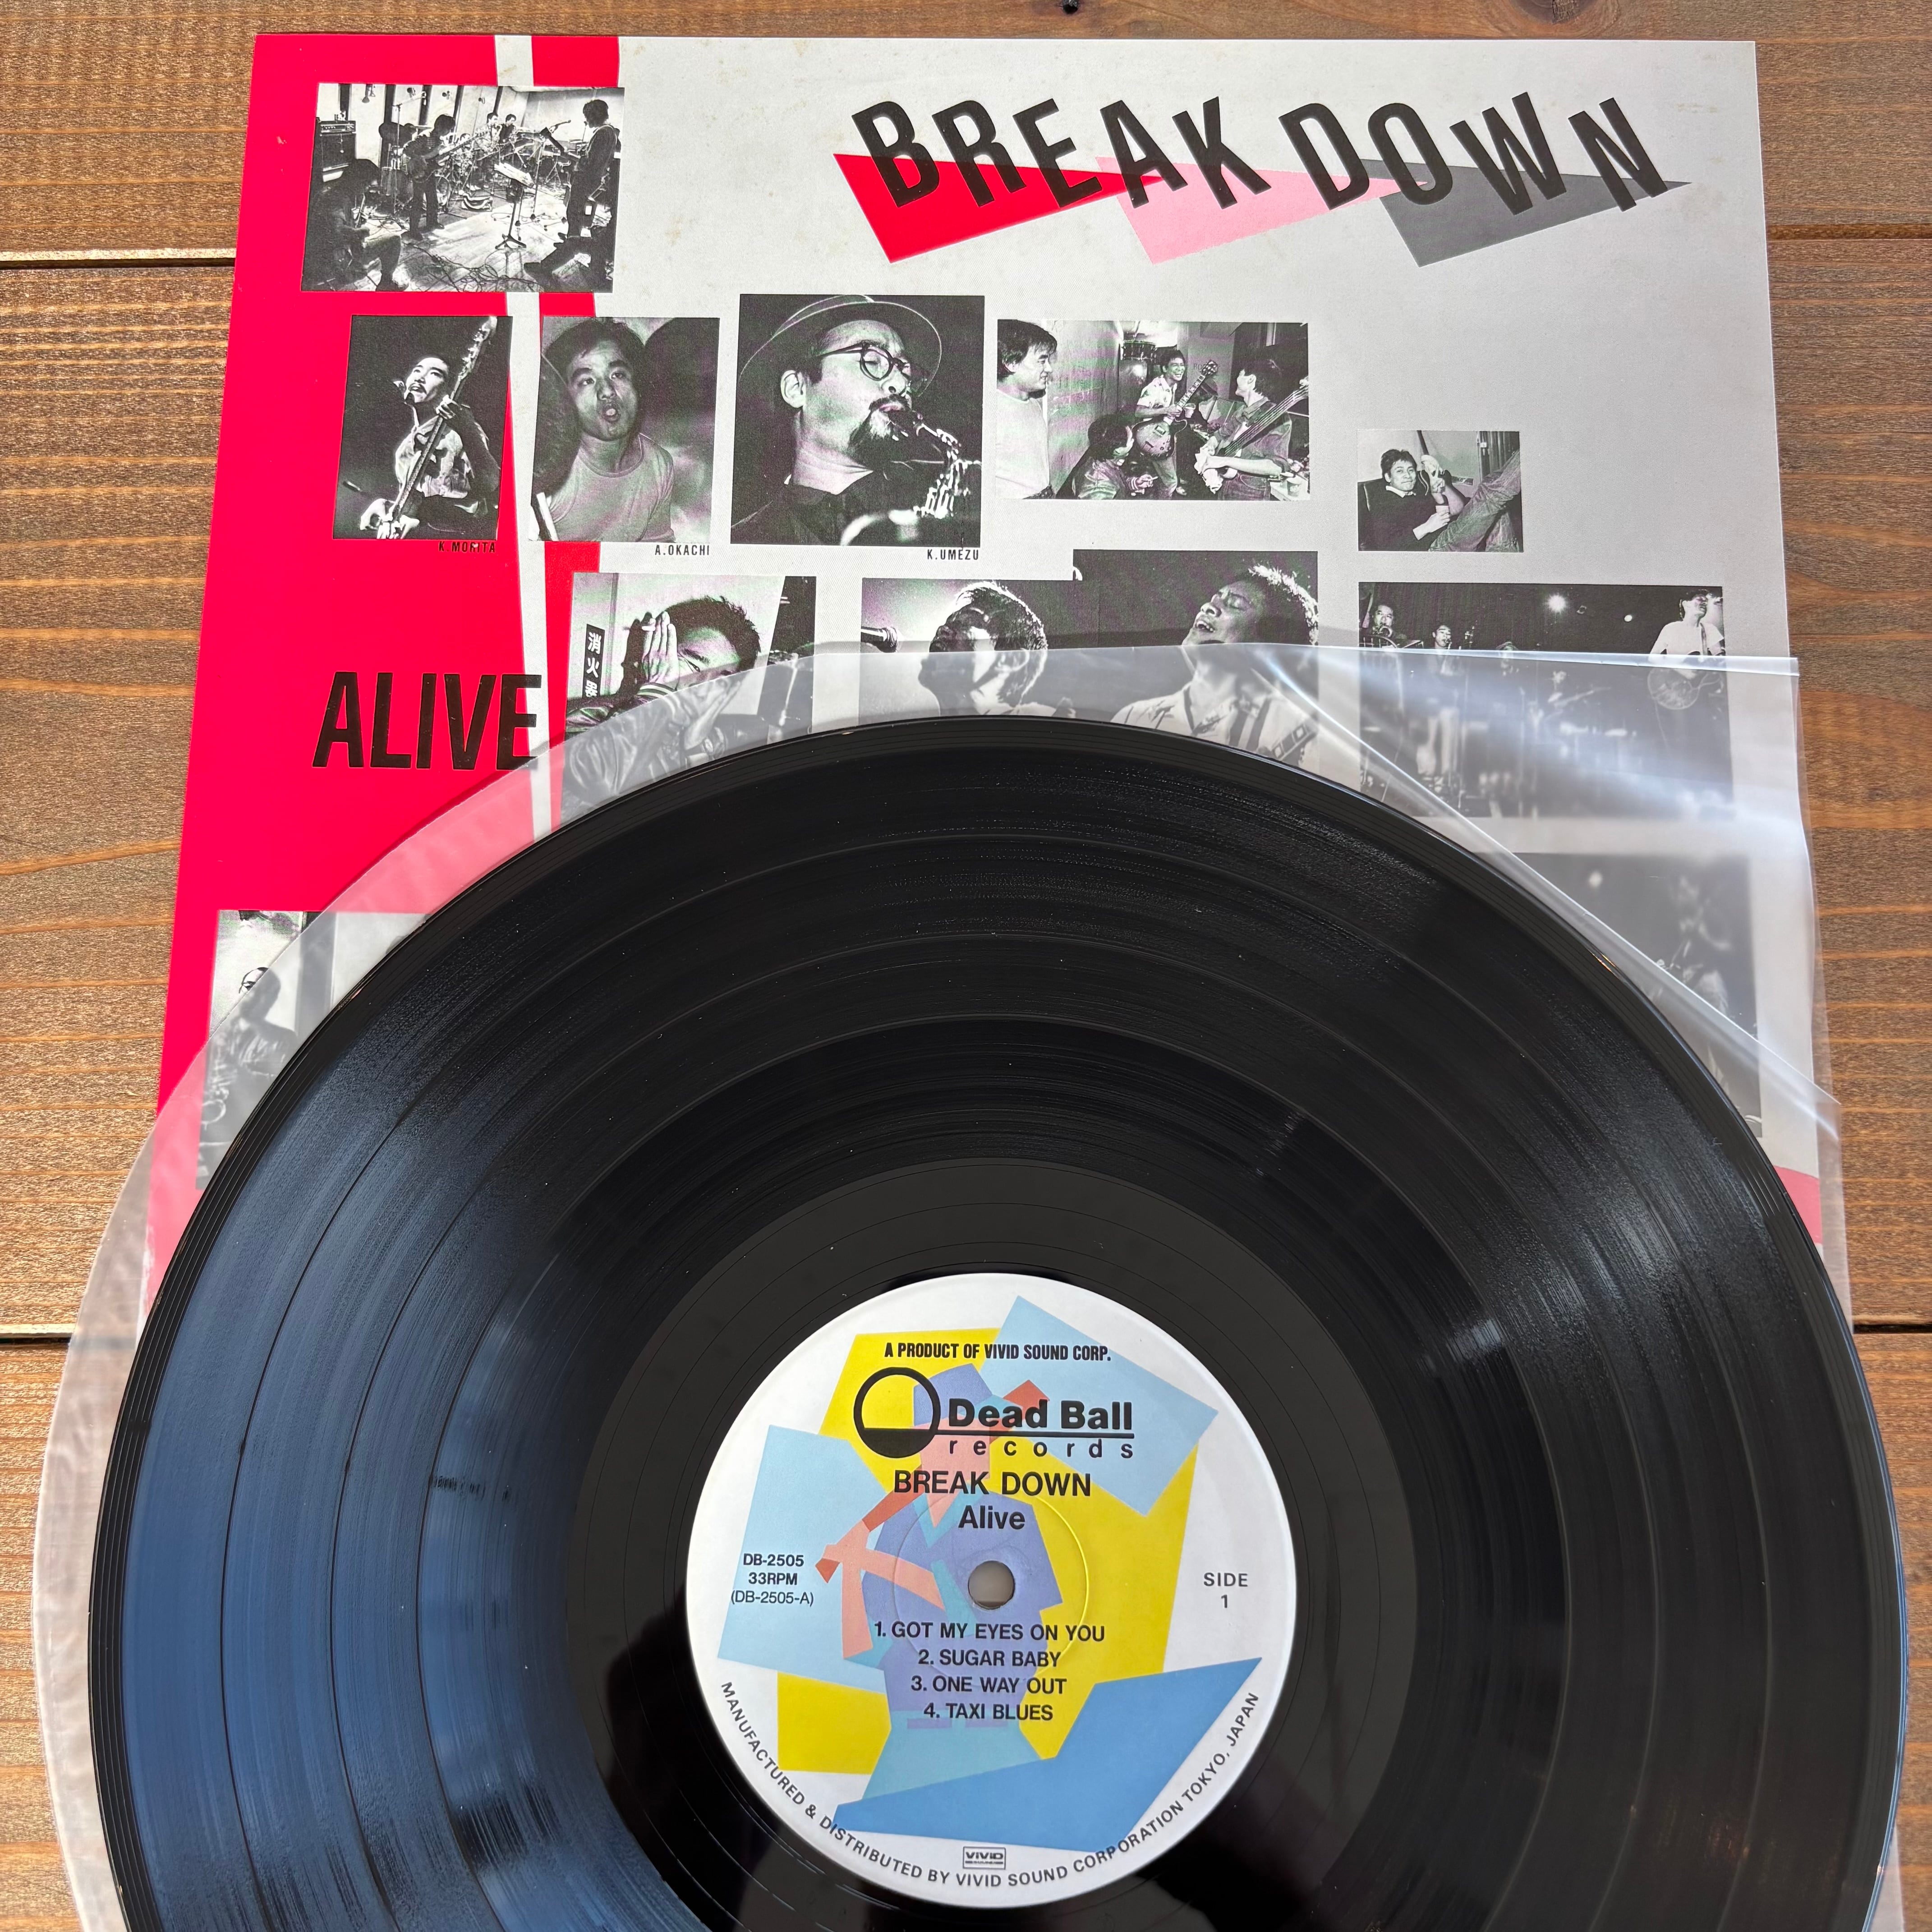 BREAK DOWN
K.MORITA
A.OKACHI
K.UMEZU
消火器
ALIVE
A PRODUCT OF VIVID SOUND CORP.
Dead Ball
records
BREAK DOWN
Alive
DB-2505
33RPM
(DB-2505-A)
SIDE
1
1. GOT MY EYES ON YOU
2. SUGAR BABY
3. ONE WAY OUT
4. TAXI BLUES
VIVID
MANUFACTURED & DISTRIBUTED BY VIVID SOUND CORPORATION TOKYO, JAPAN